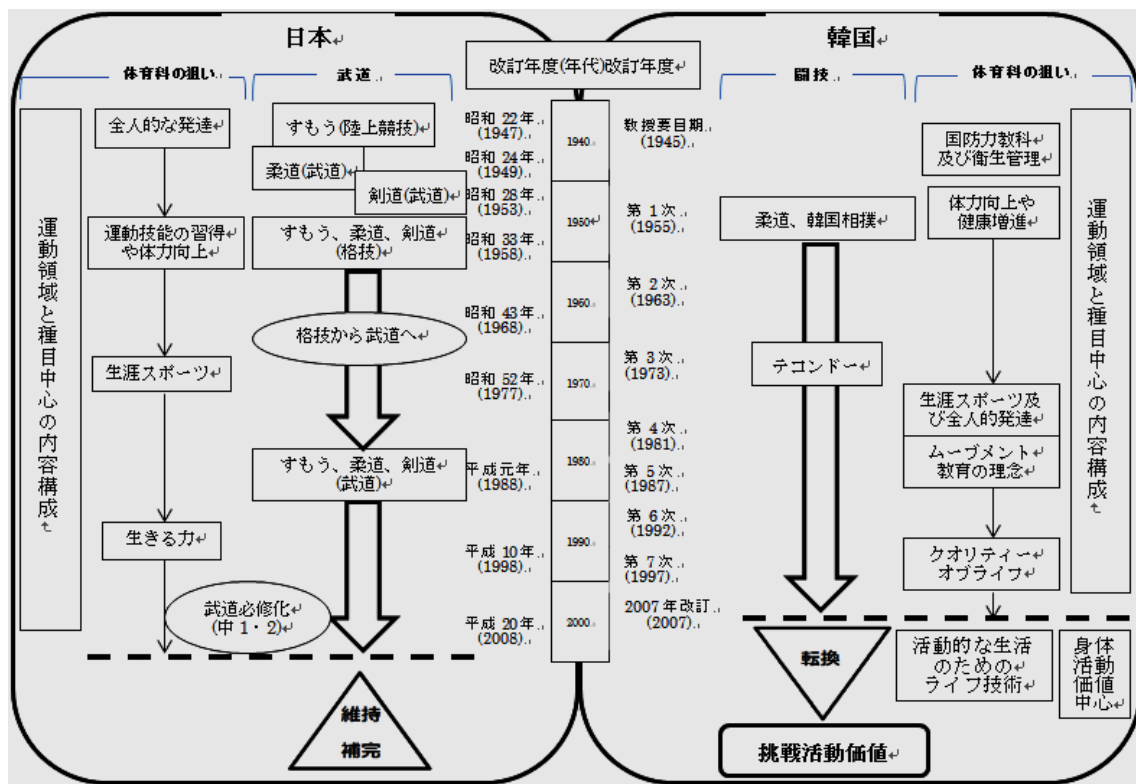 日本
韓国
改訂年度(年代)改訂年度
体育科の狙い
武道
闘技
体育科の狙い
運動領域と種目中心の内容構成
全人的な発達
運動技能の習得
や体力向上
生涯スポーツ
生きる力
すもう(陸上競技)
柔道(武道)
剣道(武道)
すもう、柔道、剣道
(格技)
格技から武道へ
すもう、柔道、剣道
(武道)
武道必修化
(中1・2)
維持
補完
昭和 22年
(1947)
昭和 24年
(1949)
昭和 28年
(1953)
昭和 33年
(1958)
昭和 43年
(1968)
昭和 52年
(1977)
平成元年
(1988)
平成 10年
(1998)
平成 20年
(2008)
1940
1950
1960
1970
1980
1990
2000
教授要目期
(1945)
第 1次
(1955)
第 2次
(1963)
第 3次
(1973)
第 4次
(1981)
第 5次
(1987)
第 6次
(1992)
第 7次
(1997)
2007年改訂
(2007)
柔道、韓国相撲
テコンドー
転換
挑戦活動価値
国防力教科
及び衛生管理
体力向上や
健康増進
生涯スポーツ及
び全人的発達
ムーブメント
教育の理念
クオリティー
オブライフ
活動的な生活
のための
ライフ技術
運動領域と種目中心の内容構成
身体
活動
価値
中心